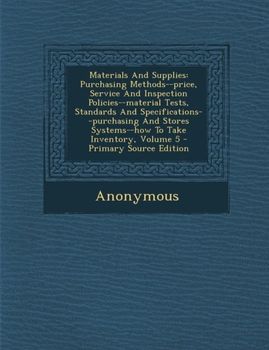 Materials And Supplies:
Purchasing Methods--price,
Service And Inspection
Policies--material Tests,
Standards And Specifications-
-purchasing And Stores
Systems--how To Take
Inventory, Volume 5 -
Primary Source Edition
Anonymous